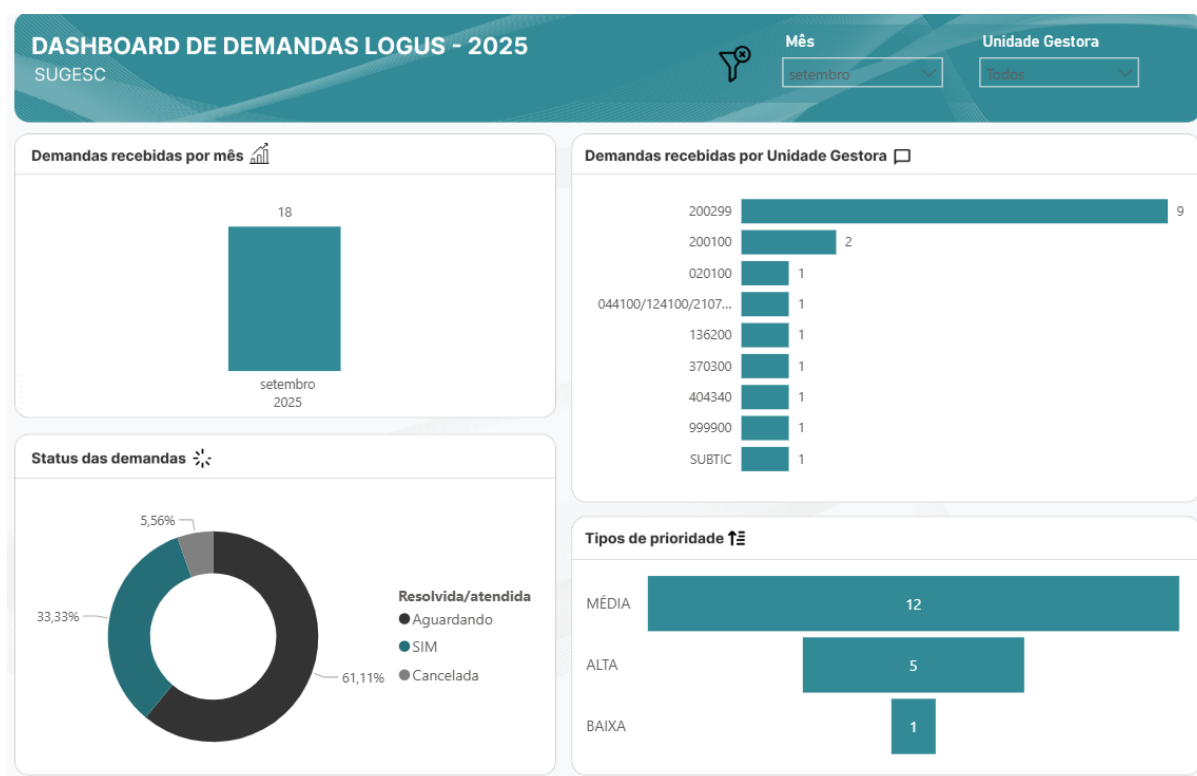 DASHBOARD DE DEMANDAS LOGUS - 2025
SUGESC
Mês
setembro
Unidade Gestora
Todos
Demandas recebidas por mês
18
setembro
2025
Demandas recebidas por Unidade Gestora
200299 9
200100 2
020100 1
044100/124100/2107... 1
136200 1
370300 1
404340 1
999900 1
SUBTIC 1
Status das demandas
5,56%
33,33%
61,11%
Resolvida/atendida
Aguardando
SIM
Cancelada
Tipos de prioridade
MÉDIA 12
ALTA 5
BAIXA 1